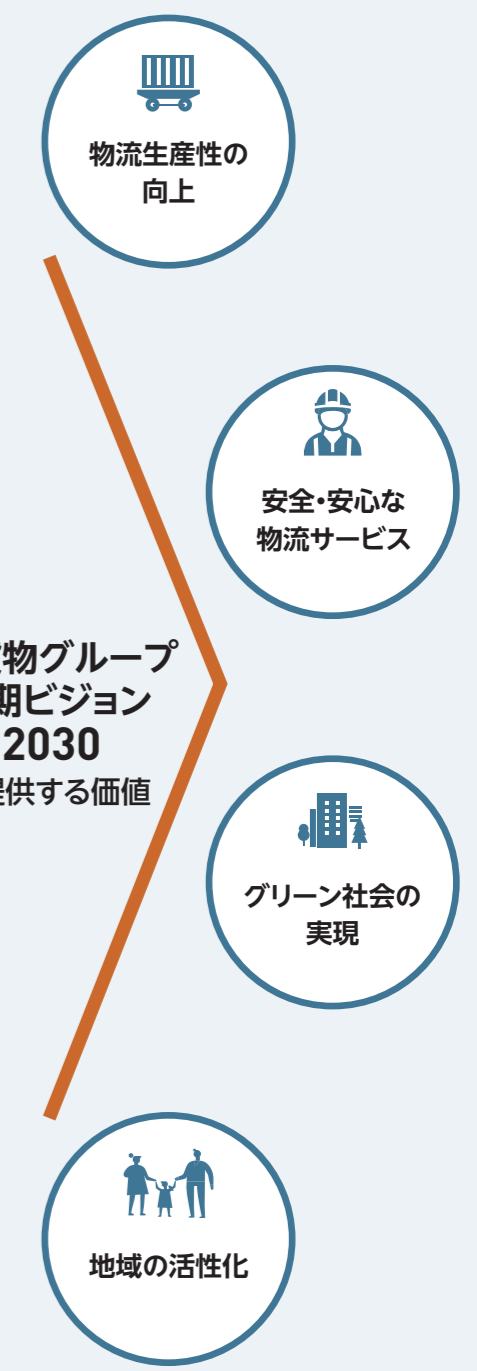 物流生産性の
向上
安全・安心な
物流サービス
物グループ
期ビジョン
2030
提供する価値
グリーン社会の
実現
地域の活性化